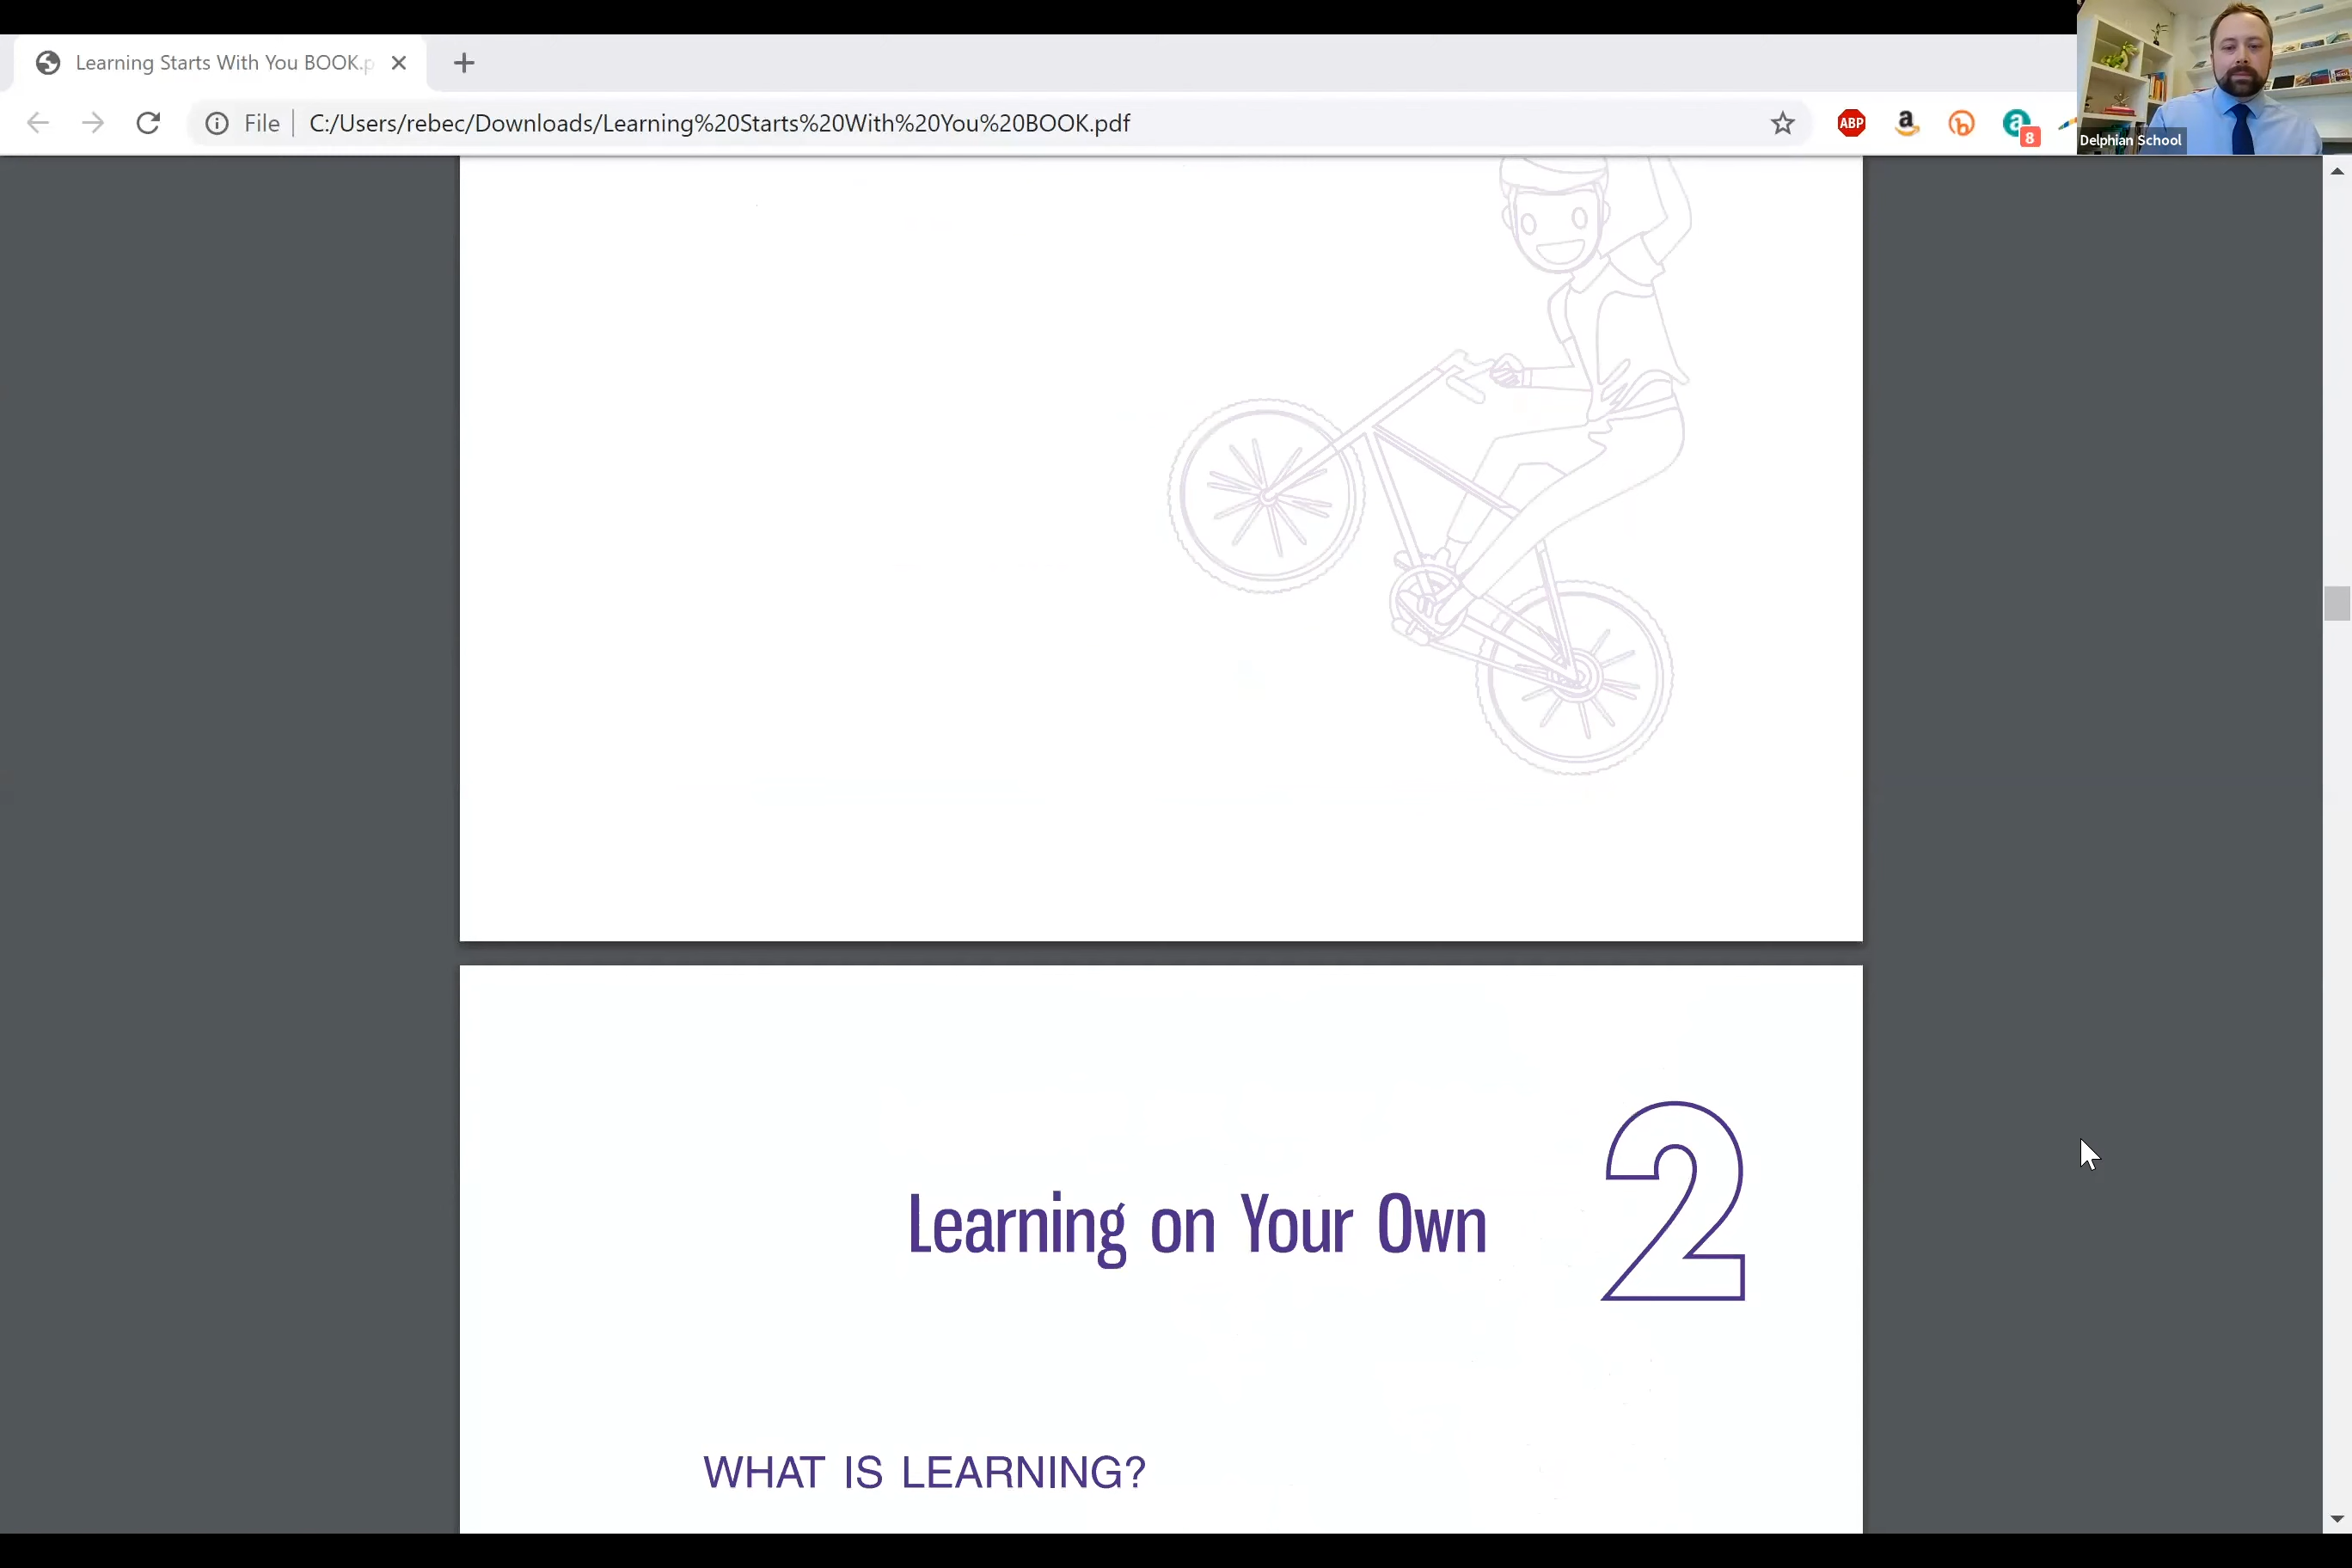 Learning Starts With You BOOK.p
File
C:/Users/rebec/Downloads/Learning%20Starts%20With%20You%20BOOK.pdf
ABP
a
b
a
8
Delphian School
Learning on Your Own
2
WHAT IS LEARNING?